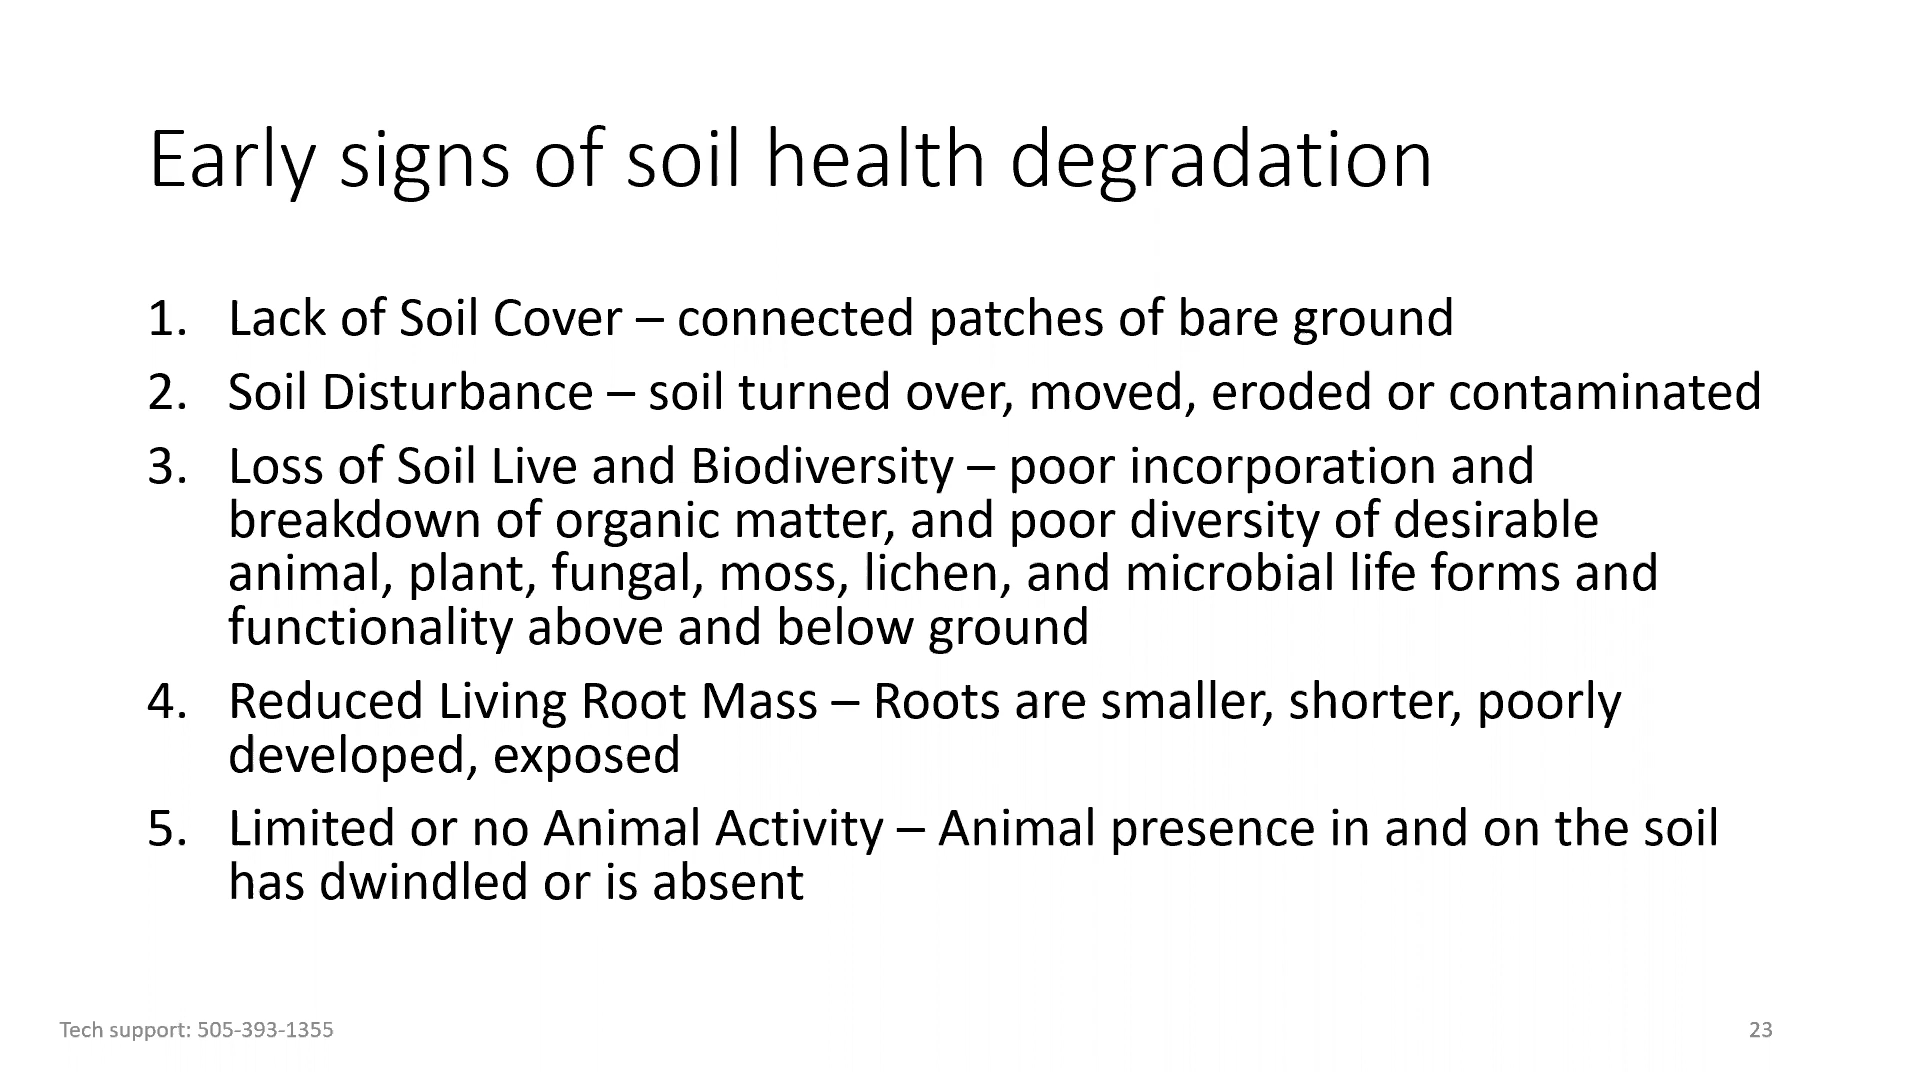 Early signs of soil health degradation
1. Lack of Soil Cover – connected patches of bare ground
2. Soil Disturbance – soil turned over, moved, eroded or contaminated
3. Loss of Soil Live and Biodiversity – poor incorporation and
breakdown of organic matter, and poor diversity of desirable
animal, plant, fungal, moss, lichen, and microbial life forms and
functionality above and below ground
4. Reduced Living Root Mass – Roots are smaller, shorter, poorly
developed, exposed
5. Limited or no Animal Activity – Animal presence in and on the soil
has dwindled or is absent
Tech support: 505-393-1355
23